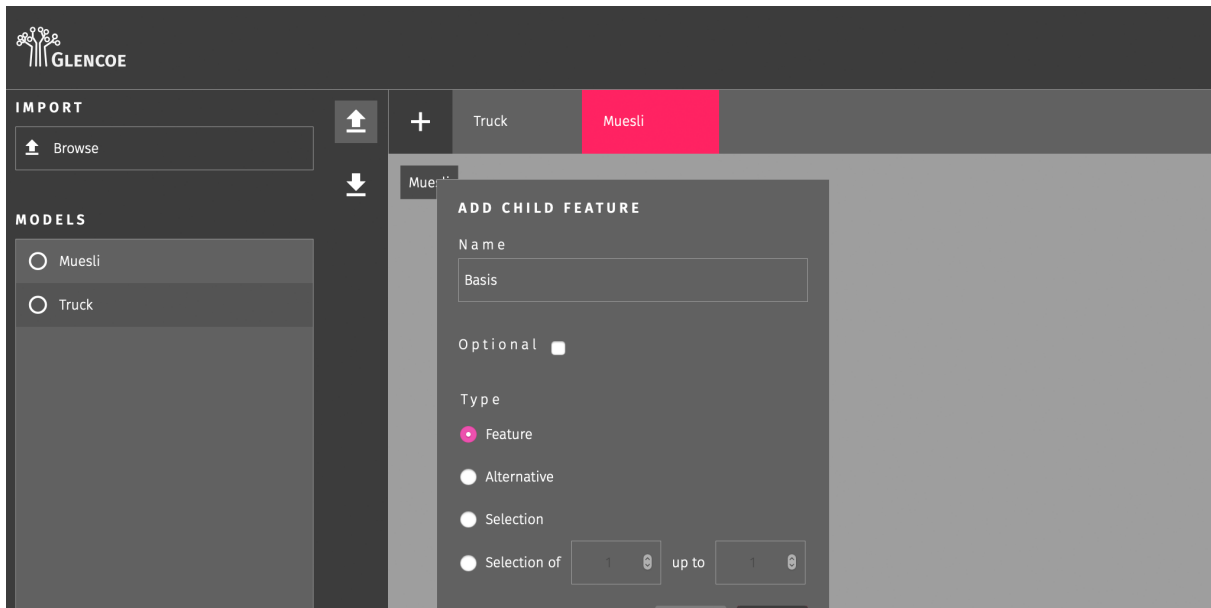 GLENCOE
IMPORT
Browse
MODELS
Muesli
Truck
+ Truck Muesli
ADD CHILD FEATURE
Name
Basis
Optional
Type
Feature
Alternative
Selection
Selection of 1 up to 1